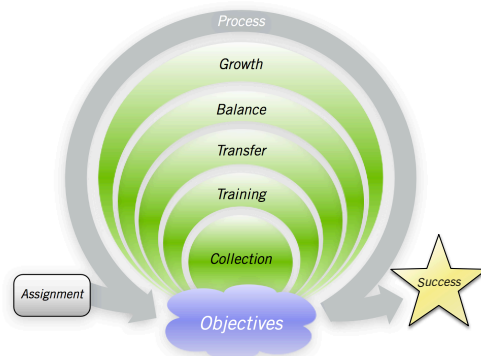 Process
Growth
Balance
Transfer
Training
Collection
Assignment
Objectives
Success